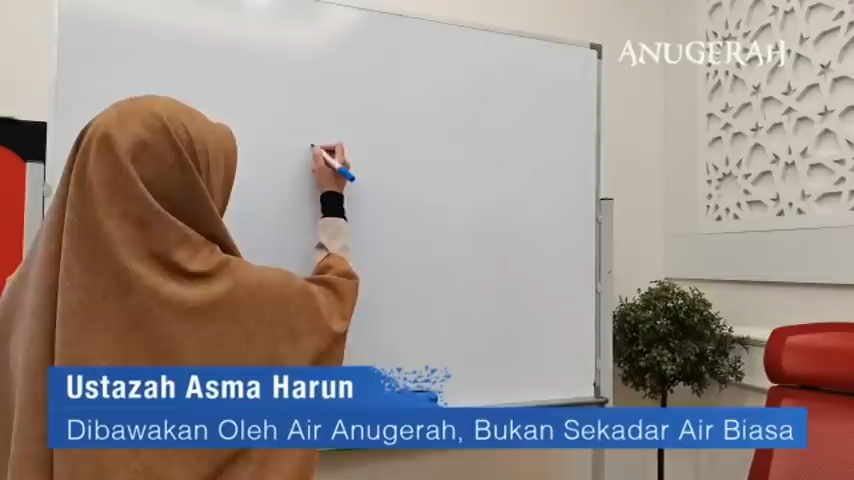 ANUGERAH
Ustazah Asma Harun
Dibawakan Oleh Air Anugerah, Bukan Sekadar Air Biasa